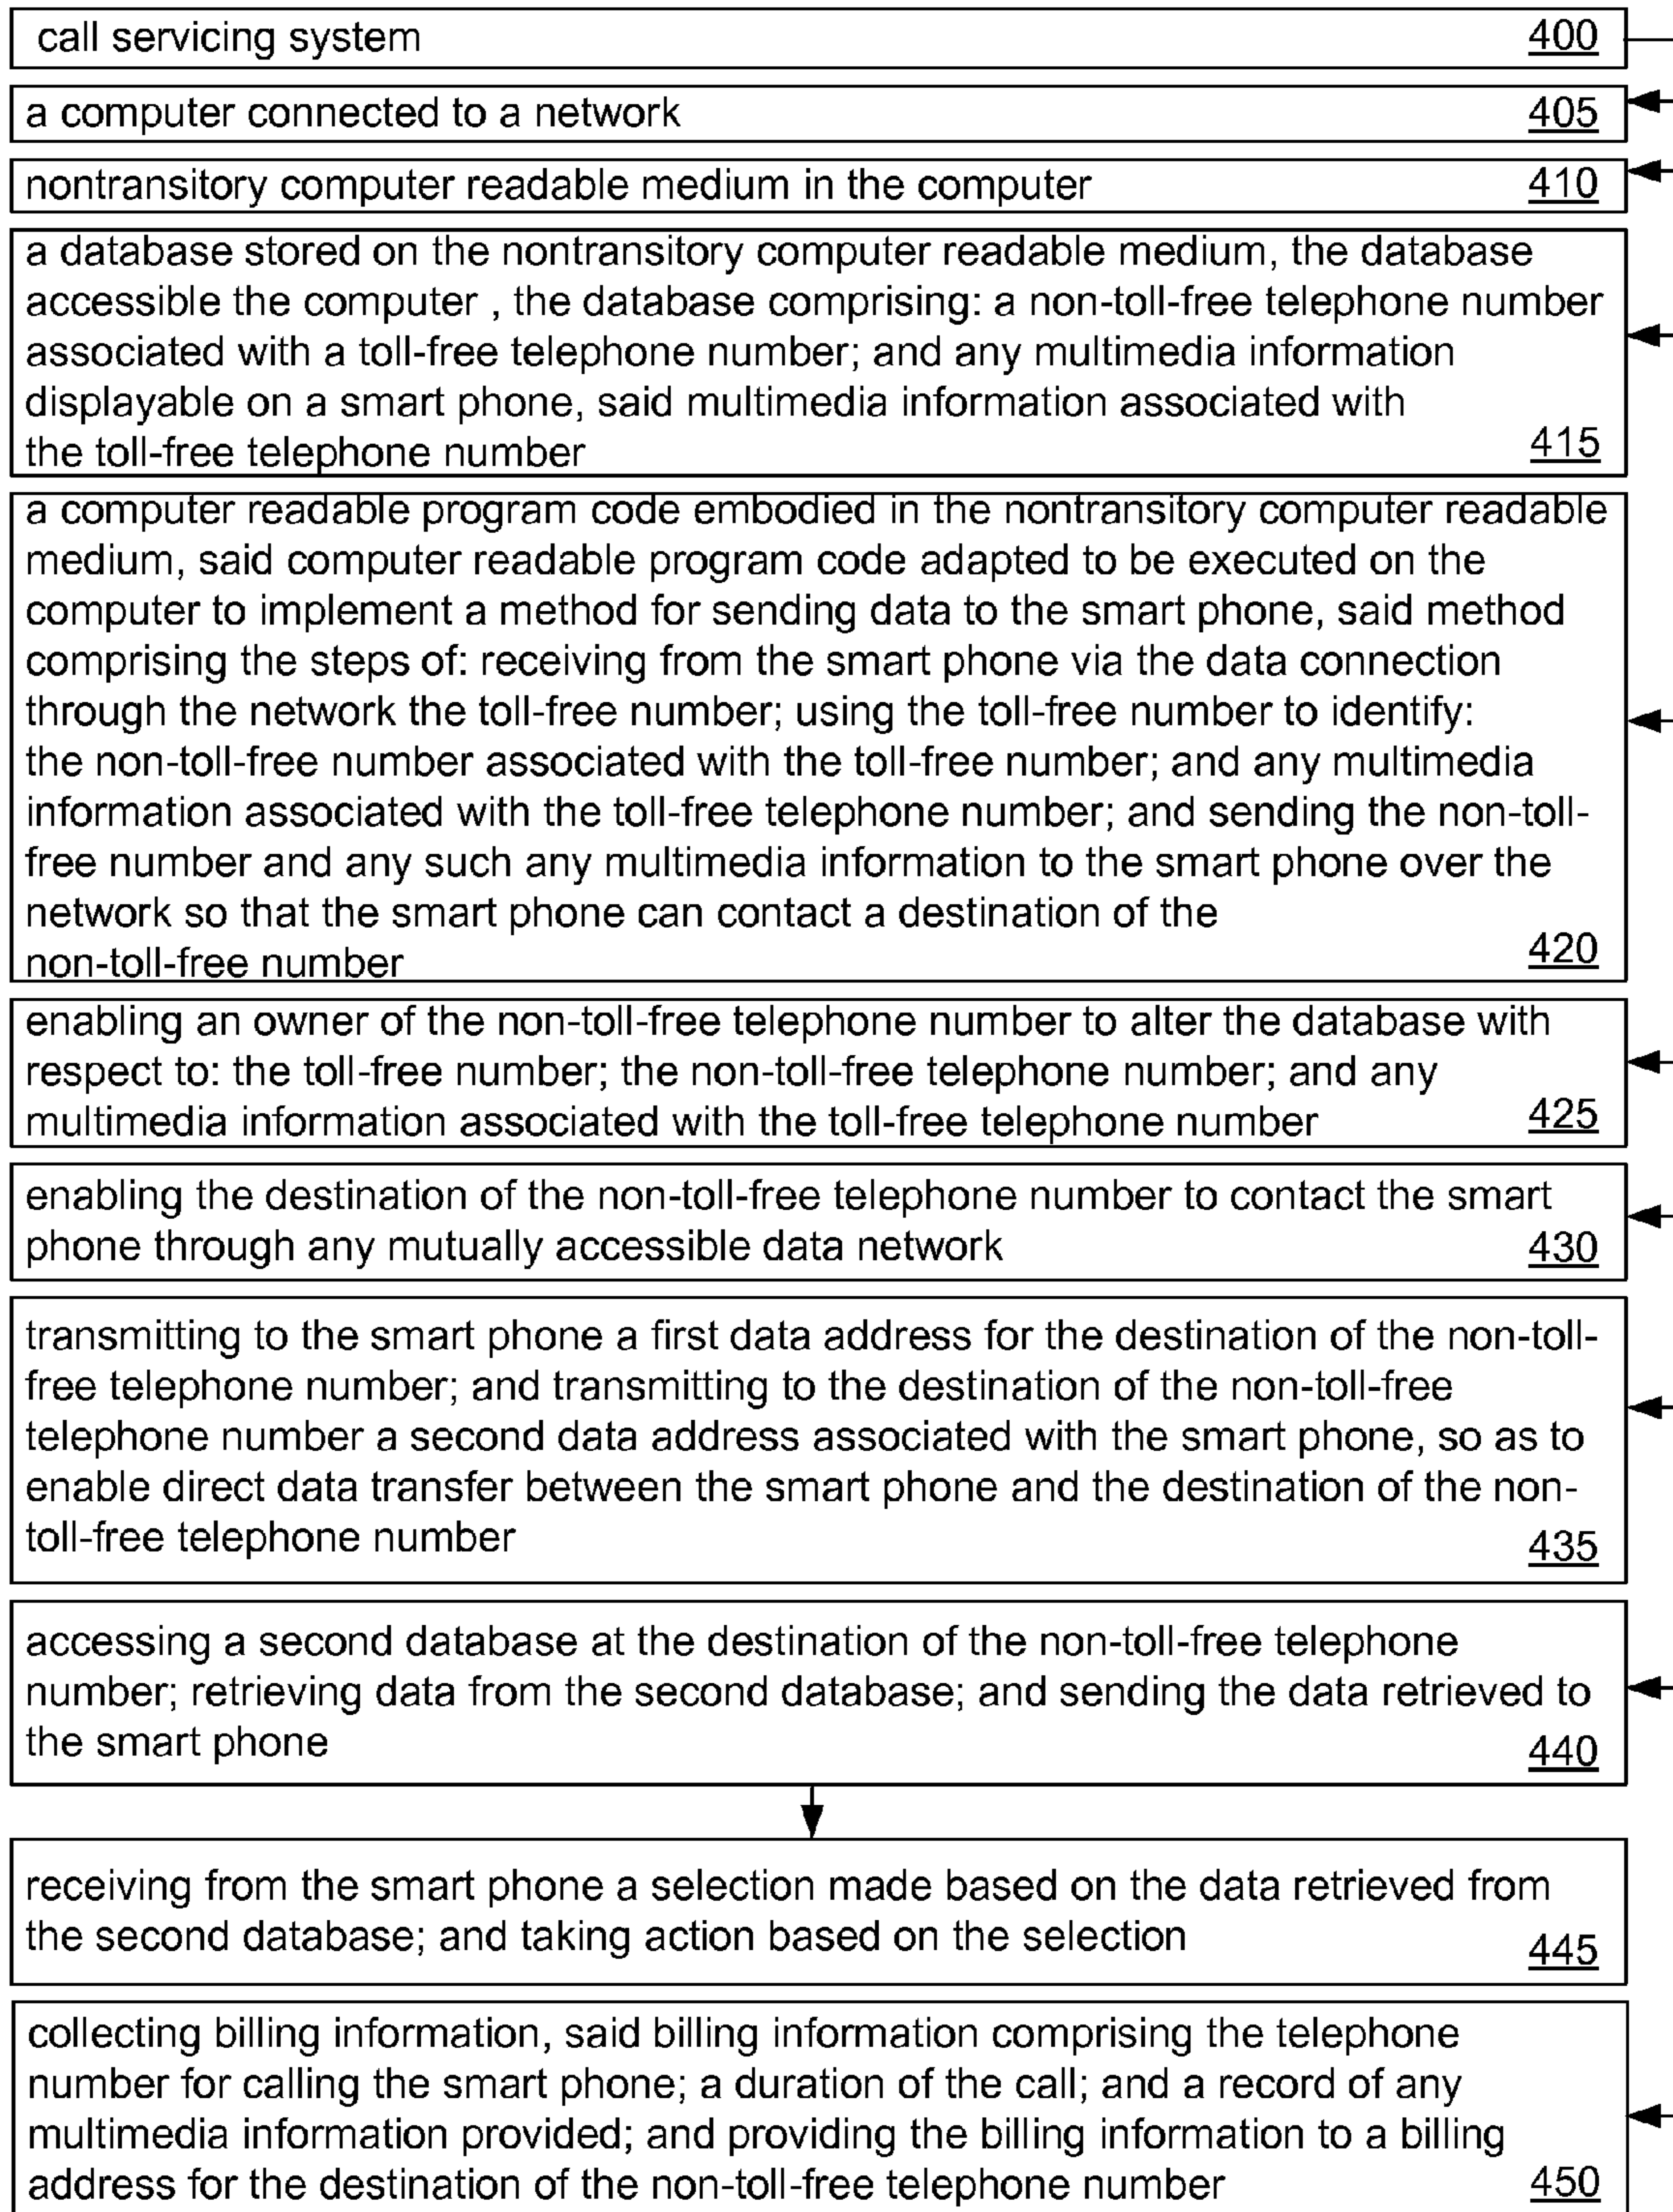 call servicing system 400
a computer connected to a network 405
nontransitory computer readable medium in the computer 410
a database stored on the nontransitory computer readable medium, the database
accessible the computer , the database comprising: a non-toll-free telephone number
associated with a toll-free telephone number; and any multimedia information
displayable on a smart phone, said multimedia information associated with
the toll-free telephone number 415
a computer readable program code embodied in the nontransitory computer readable
medium, said computer readable program code adapted to be executed on the
computer to implement a method for sending data to the smart phone, said method
comprising the steps of: receiving from the smart phone via the data connection
through the network the toll-free number; using the toll-free number to identify:
the non-toll-free number associated with the toll-free number; and any multimedia
information associated with the toll-free telephone number; and sending the non-toll-
free number and any such any multimedia information to the smart phone over the
network so that the smart phone can contact a destination of the
non-toll-free number 420
enabling an owner of the non-toll-free telephone number to alter the database with
respect to: the toll-free number; the non-toll-free telephone number; and any
multimedia information associated with the toll-free telephone number 425
enabling the destination of the non-toll-free telephone number to contact the smart
phone through any mutually accessible data network 430
transmitting to the smart phone a first data address for the destination of the non-toll-
free telephone number; and transmitting to the destination of the non-toll-free
telephone number a second data address associated with the smart phone, so as to
enable direct data transfer between the smart phone and the destination of the non-
toll-free telephone number 435
accessing a second database at the destination of the non-toll-free telephone
number; retrieving data from the second database; and sending the data retrieved to
the smart phone 440
receiving from the smart phone a selection made based on the data retrieved from
the second database; and taking action based on the selection 445
collecting billing information, said billing information comprising the telephone
number for calling the smart phone; a duration of the call; and a record of any
multimedia information provided; and providing the billing information to a billing
address for the destination of the non-toll-free telephone number 450